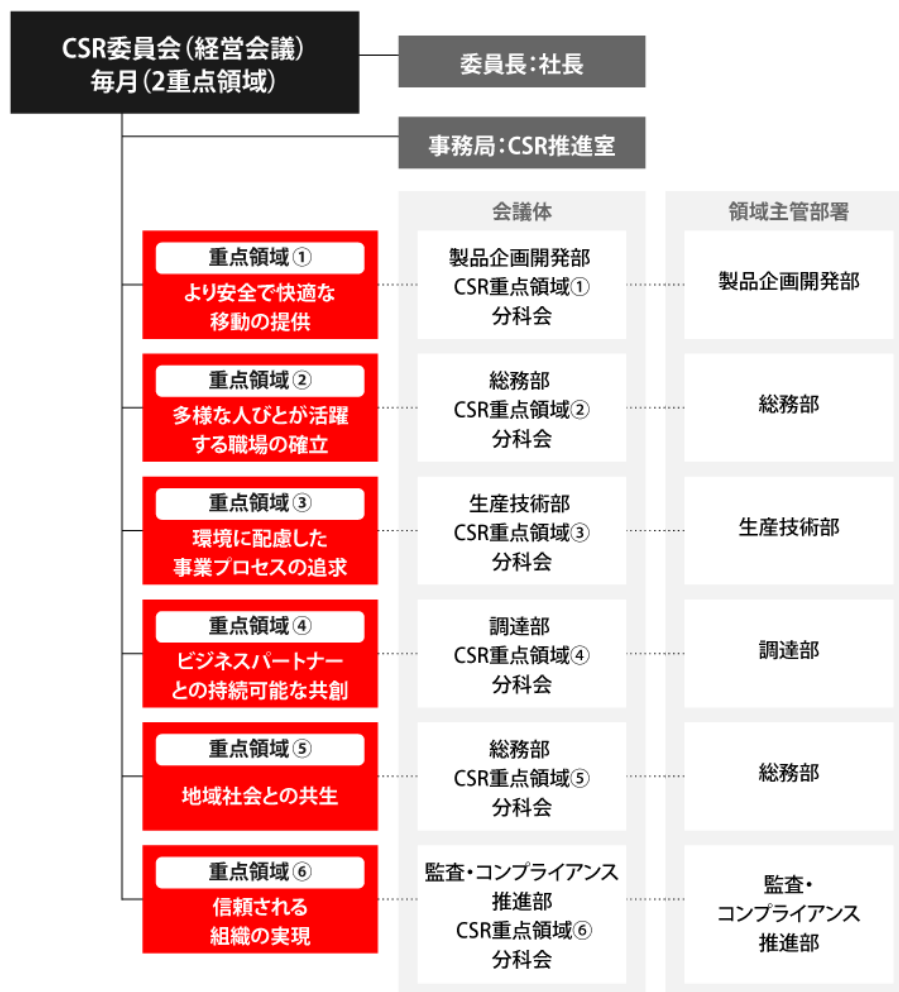 CSR委員会（経営会議）
毎月（2重点領域）
委員長：社長
事務局：CSR推進室
会議体
領域主管部署
重点領域①
より安全で快適な
移動の提供
製品企画開発部
CSR重点領域①
分科会
製品企画開発部
重点領域②
多様な人びとが活躍
する職場の確立
総務部
CSR重点領域②
分科会
総務部
重点領域③
環境に配慮した
事業プロセスの追求
生産技術部
CSR重点領域③
分科会
生産技術部
重点領域④
ビジネスパートナー
との持続可能な共創
調達部
CSR重点領域④
分科会
調達部
重点領域⑤
地域社会との共生
総務部
CSR重点領域⑤
分科会
総務部
重点領域⑥
信頼される
組織の実現
監査・コンプライアンス
推進部
CSR重点領域⑥
分科会
監査・
コンプライアンス
推進部